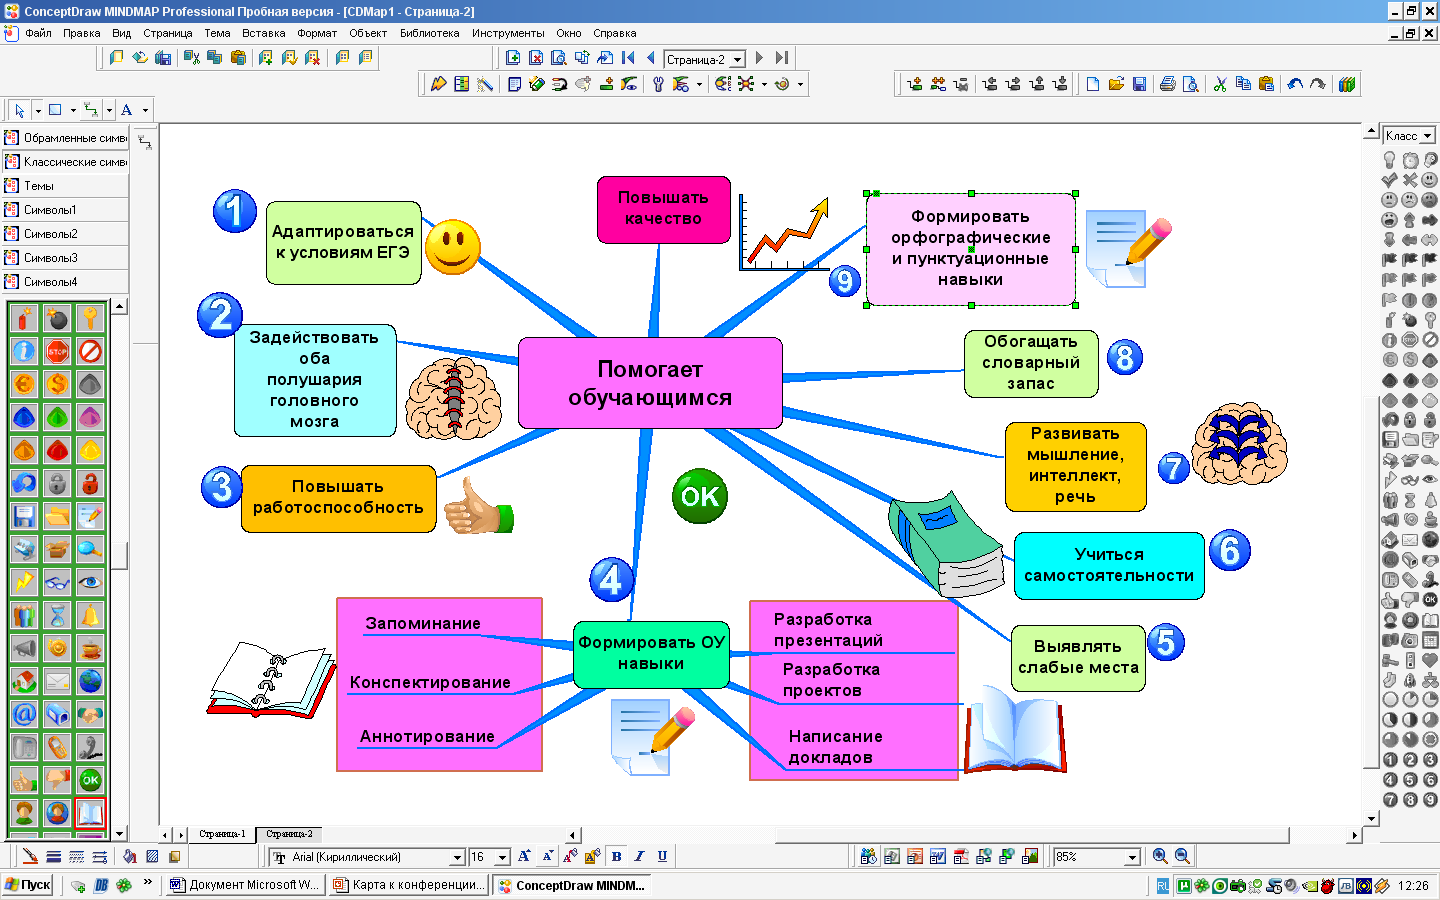 ConceptDraw MINDMAP Professional Пробная версия - [CDMap1 - Страница-2]
Файл Правка Вид Страница Тема Вставка Формат Объект Библиотека Инструменты Окно Справка
Страница-2
A
Обрамленные симво
Классические симво
Темы
Символы1
Символы2
Символы3
Символы4
Класс
1
Адаптироваться
к условиям ЕГЭ
Повышать
качество
Формировать
орфографические
и пунктуационные
навыки
9
2
Задействовать
оба
полушария
головного
мозга
Помогает
обучающимся
Обогащать
словарный
запас
8
Развивать
мышление,
интеллект,
речь
7
3
Повышать
работоспособность
OK
Учиться
самостоятельности
6
4
Формировать ОУ
навыки
Запоминание
Конспектирование
Аннотирование
Разработка
презентаций
Разработка
проектов
Написание
докладов
Выявлять
слабые места
5
STOP
OK
Страница-1 Страница-2
Arial (Кириллический) 16 B I U 85%
Пуск Документ Microsoft W... Карта к конференции... ConceptDraw MINDM... RU 12:26